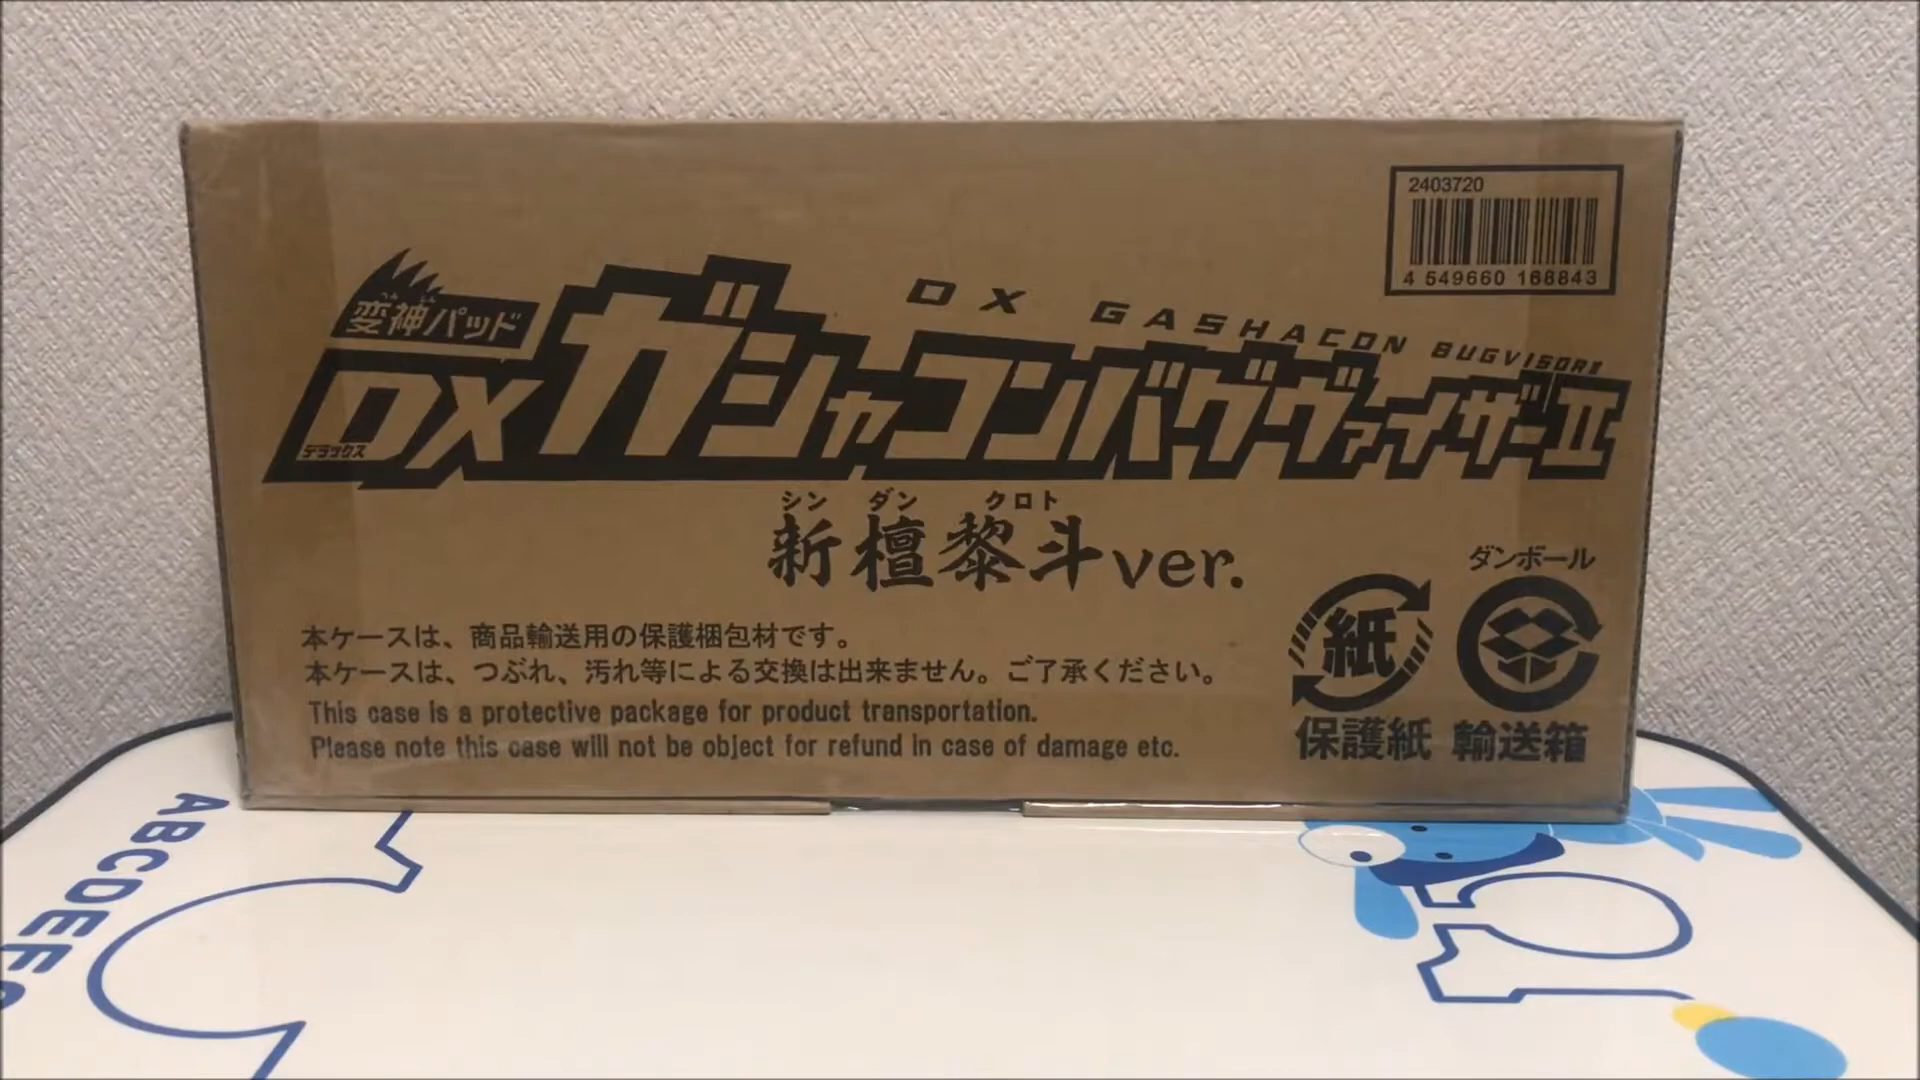 2403720
4 549660 168843
DX GASHACON BUGVISORⅡ
へん しん
変神パッド
DXガシャコンバグヴァイザーⅡ
デラックス
シン ダン クロト
新檀黎斗ver.
ダンボール
紙
本ケースは、商品輸送用の保護梱包材です。
本ケースは、つぶれ、汚れ等による交換は出来ません。ご了承ください。
This case is a protective package for product transportation.
Please note this case will not be object for refund in case of damage etc.
保護紙 輸送箱
ABCDEF